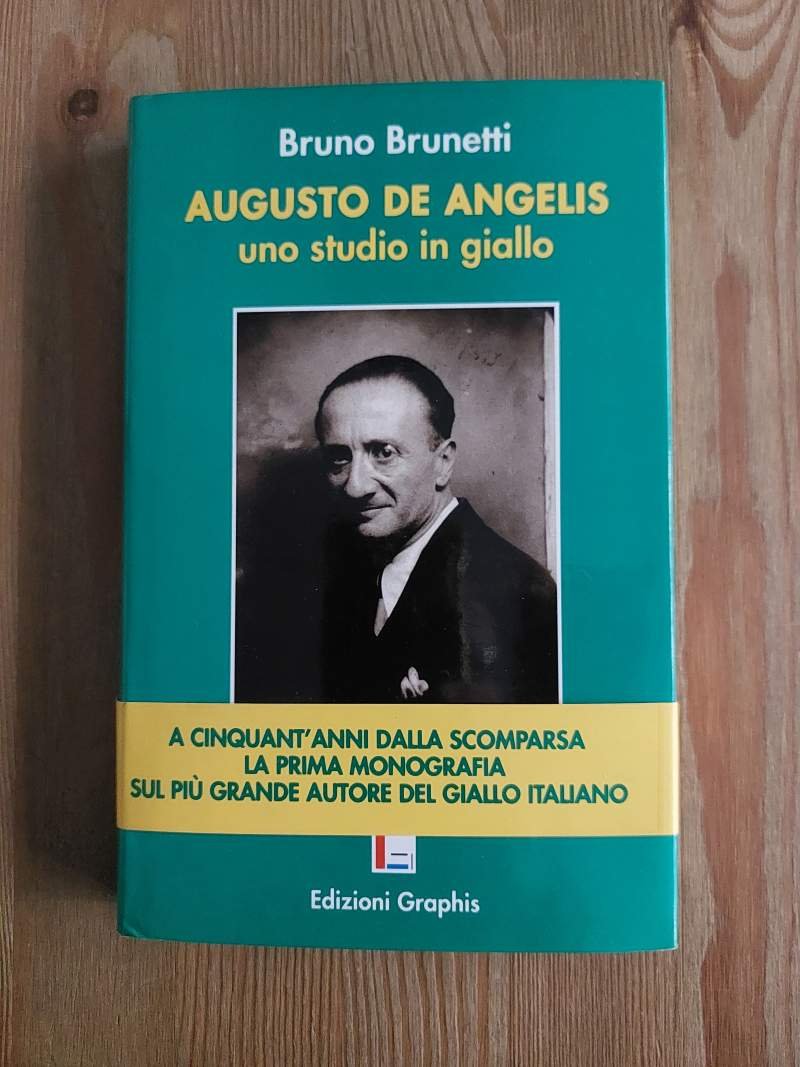 Bruno Brunetti
AUGUSTO DE ANGELIS
uno studio in giallo
A CINQUANT'ANNI DALLA SCOMPARSA
LA PRIMA MONOGRAFIA
SUL PIÙ GRANDE AUTORE DEL GIALLO ITALIANO
Edizioni Graphis